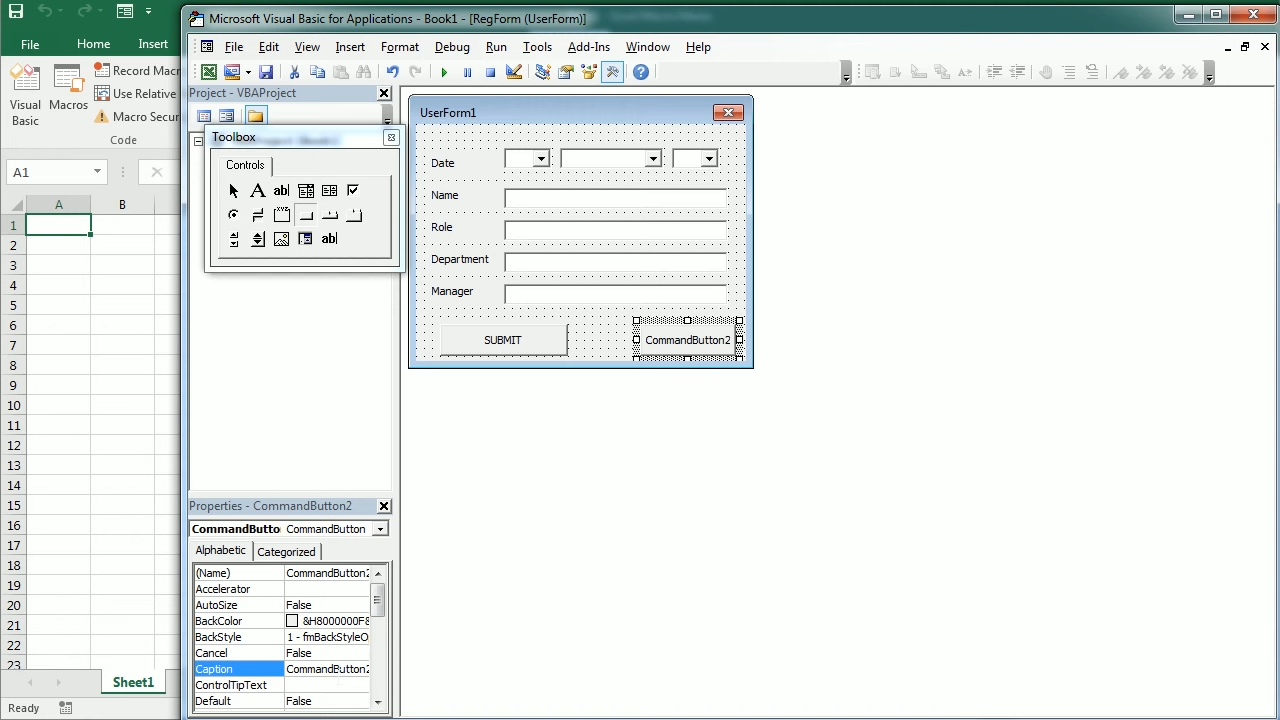 Microsoft Visual Basic for Applications - Book1 - [RegForm (UserForm)]
File Home Insert
File Edit View Insert Format Debug Run Tools Add-Ins Window Help
Record Mac
Use Relative
Macro Secur
Visual Basic
Macros
Code
Project - VBAProject
Toolbox
Controls
A
ab|
ab|
A1
A B
1
2
3
4
5
6
7
8
9
10
11
12
13
14
15
16
17
18
19
20
21
22
23
UserForm1
Date
Name
Role
Department
Manager
SUBMIT
CommandButton2
Properties - CommandButton2
CommandButto CommandButton
Alphabetic Categorized
(Name) CommandButton2
Accelerator
AutoSize False
BackColor &H8000000F&
BackStyle 1 - fmBackStyleO
Cancel False
Caption CommandButton2
ControlTipText
Default False
Sheet1
Ready